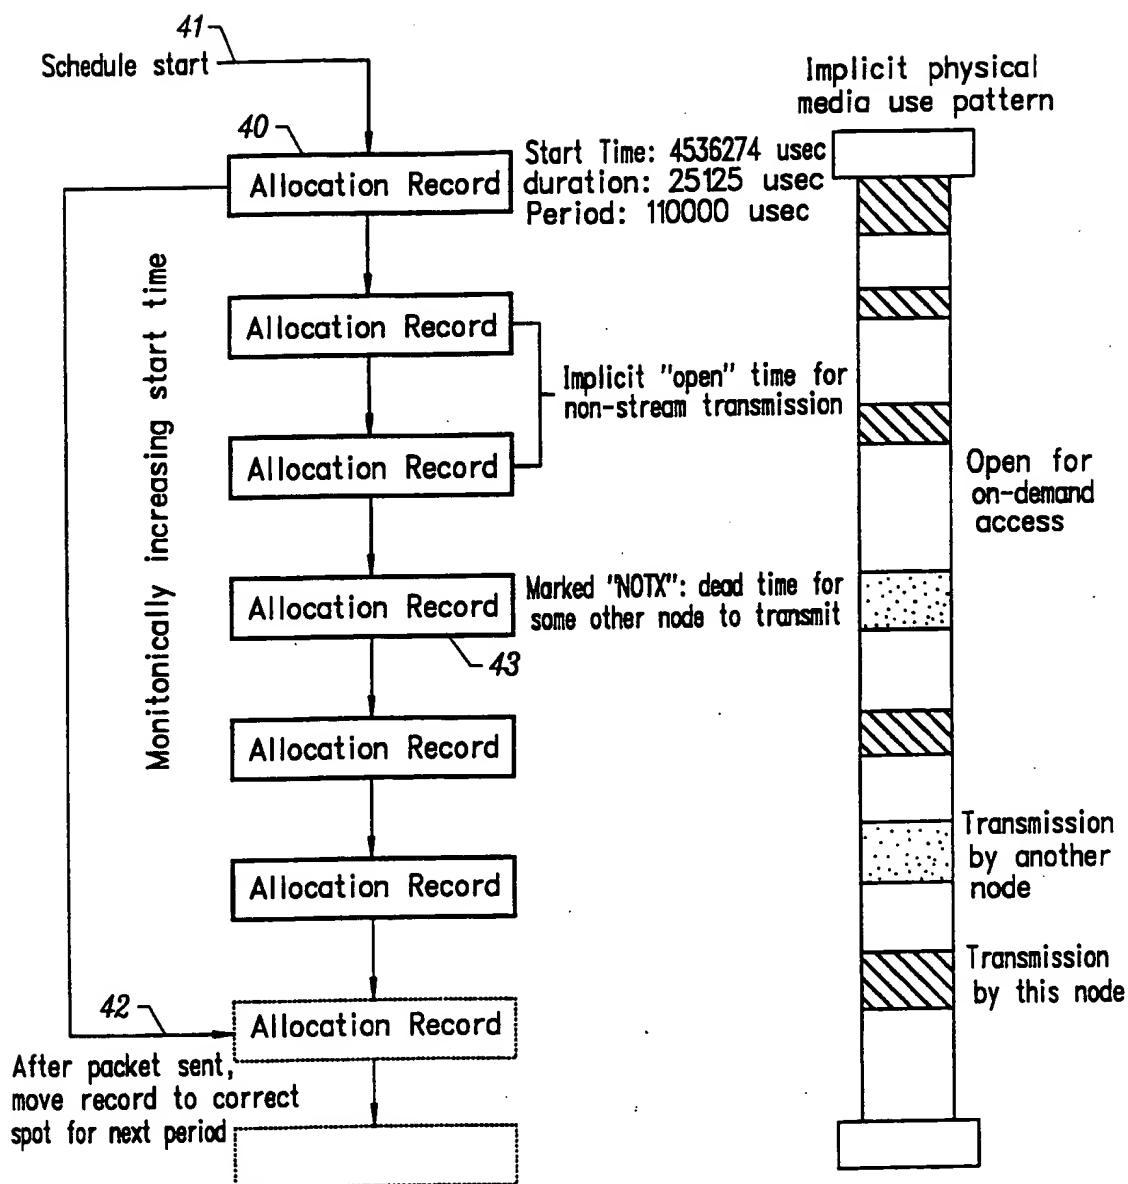 41
Schedule start
Implicit physical
media use pattern
40
Allocation Record
Start Time: 4536274 usec
duration: 25125 usec
Period: 110000 usec
Monitonically increasing start time
Allocation Record
Implicit "open" time for
non-stream transmission
Allocation Record
Open for
on-demand
access
Allocation Record
Marked "NOTX": dead time for
some other node to transmit
43
Allocation Record
Transmission
by another
node
Allocation Record
Transmission
by this node
42
Allocation Record
After packet sent,
move record to correct
spot for next period